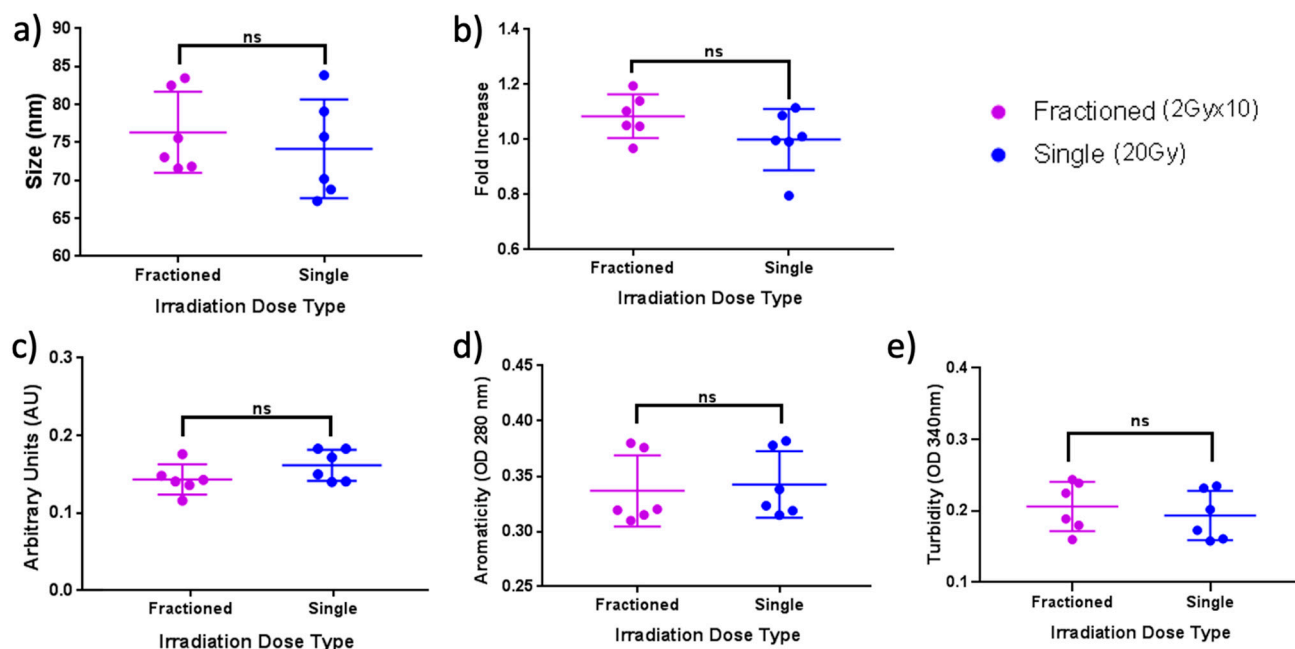 a)
90
85
80
75
70
65
60
Size (nm)
ns
Fractioned
Single
Irradiation Dose Type
b)
1.4
1.2
1.0
0.8
0.6
Fold Increase
ns
Fractioned
Single
Irradiation Dose Type
Fractioned (2Gyx10)
Single (20Gy)
c)
0.3
0.2
0.1
0.0
Arbitrary Units (AU)
ns
Fractioned
Single
Irradiation Dose Type
d)
0.45
0.40
0.35
0.30
0.25
Aromaticity (OD 280 nm)
ns
Fractioned
Single
Irradiation Dose Type
e)
0.4
0.3
0.2
0.1
Turbidity (OD 340nm)
ns
Fractioned
Single
Irradiation Dose Type